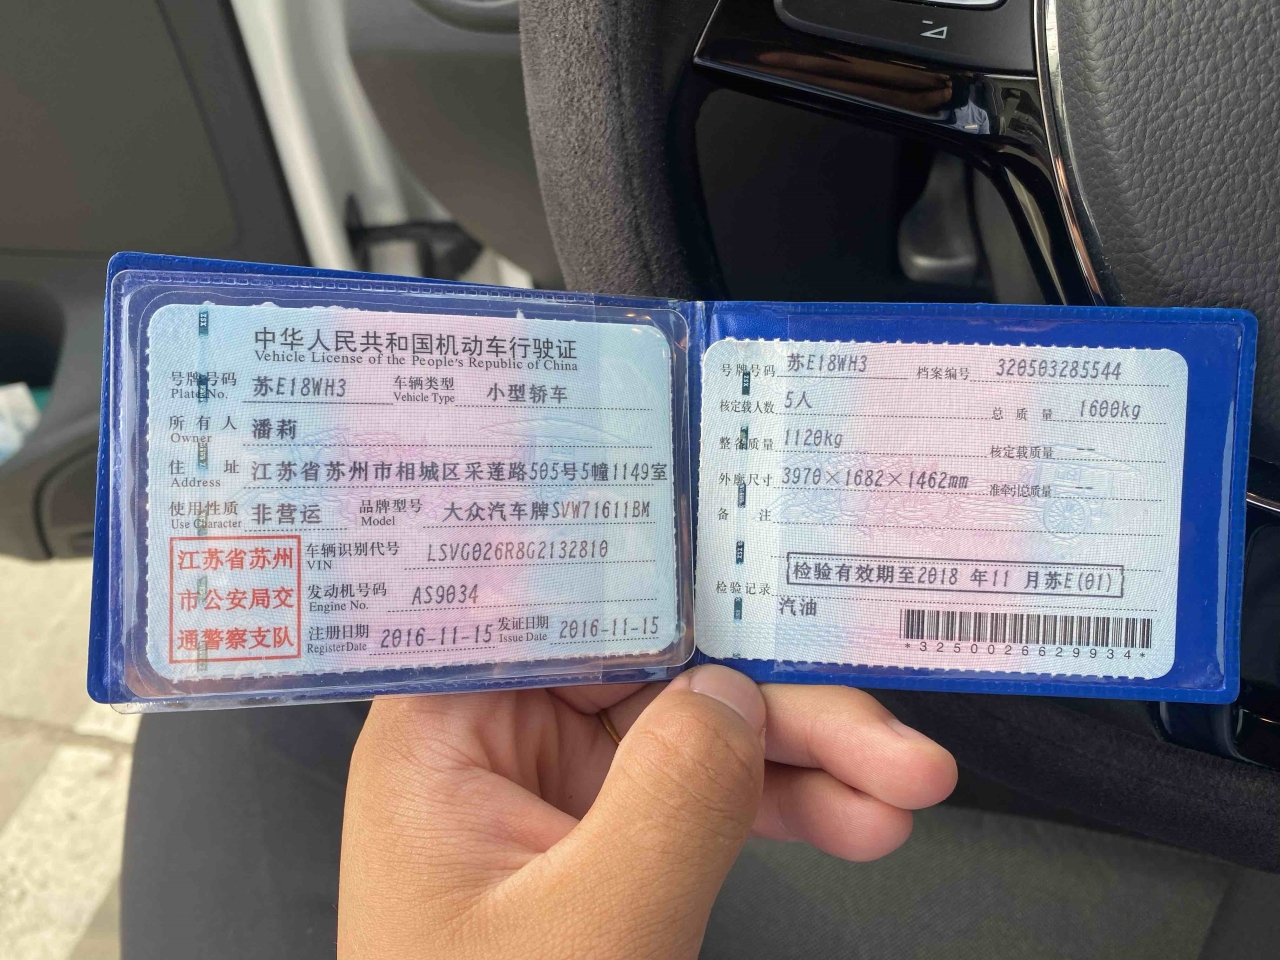 中华人民共和国机动车行驶证
Vehicle License of the People's Republic of China
号牌号码 苏E18WH3 车辆类型 小型轿车
Plate No. Vehicle Type
所有人 潘莉
Owner
住址 江苏省苏州市相城区采莲路505号5幢1149室
Address
使用性质 非营运 品牌型号 大众汽车牌SVW71611BM
Use Character Model
江苏省苏州
市公安局交
通警察支队
车辆识别代号 LSVG026R8G2132810
VIN
发动机号码 AS9034
Engine No.
注册日期 2016-11-15 发证日期 2016-11-15
Register Date Issue Date
号牌号码 苏E18WH3 档案编号 320503285544
核定载人数 5人 总质量 1600kg
整备质量 1120kg 核定载质量 --
外廓尺寸 3970×1682×1462mm 准牵引总质量 --
备注
检验有效期至2018 年11 月苏E(01)
检验记录
汽油
*3250026629934*